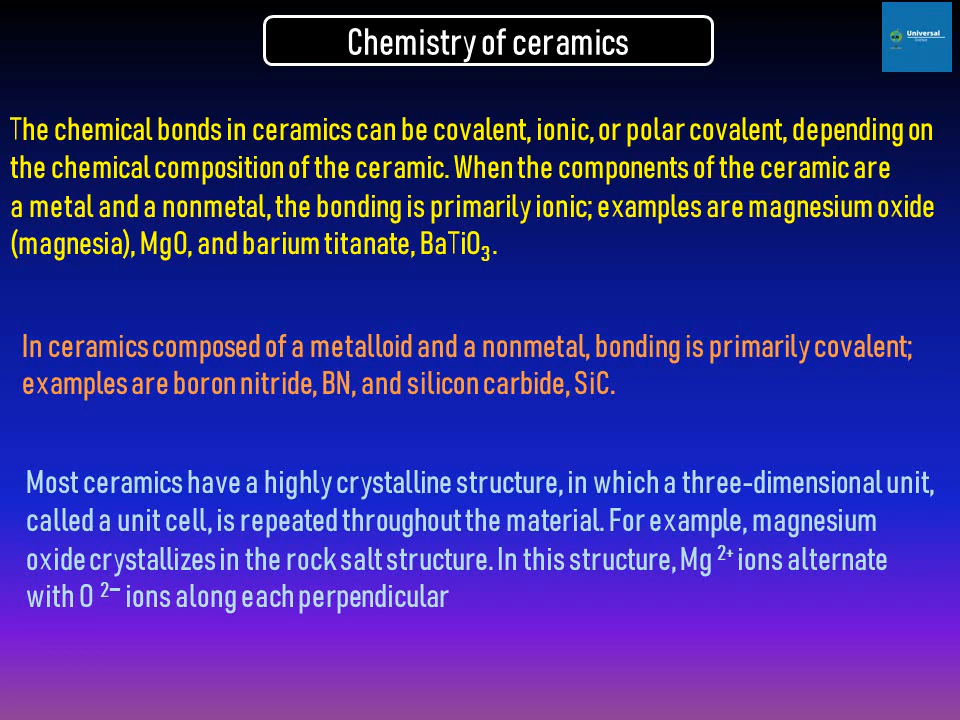 Chemistry of ceramics
Universal
The chemical bonds in ceramics can be covalent, ionic, or polar covalent, depending on
the chemical composition of the ceramic. When the components of the ceramic are
a metal and a nonmetal, the bonding is primarily ionic; examples are magnesium oxide
(magnesia), MgO, and barium titanate, BaTiO₃.
In ceramics composed of a metalloid and a nonmetal, bonding is primarily covalent;
examples are boron nitride, BN, and silicon carbide, SiC.
Most ceramics have a highly crystalline structure, in which a three-dimensional unit,
called a unit cell, is repeated throughout the material. For example, magnesium
oxide crystallizes in the rock salt structure. In this structure, Mg ²⁺ ions alternate
with O ²⁻ ions along each perpendicular